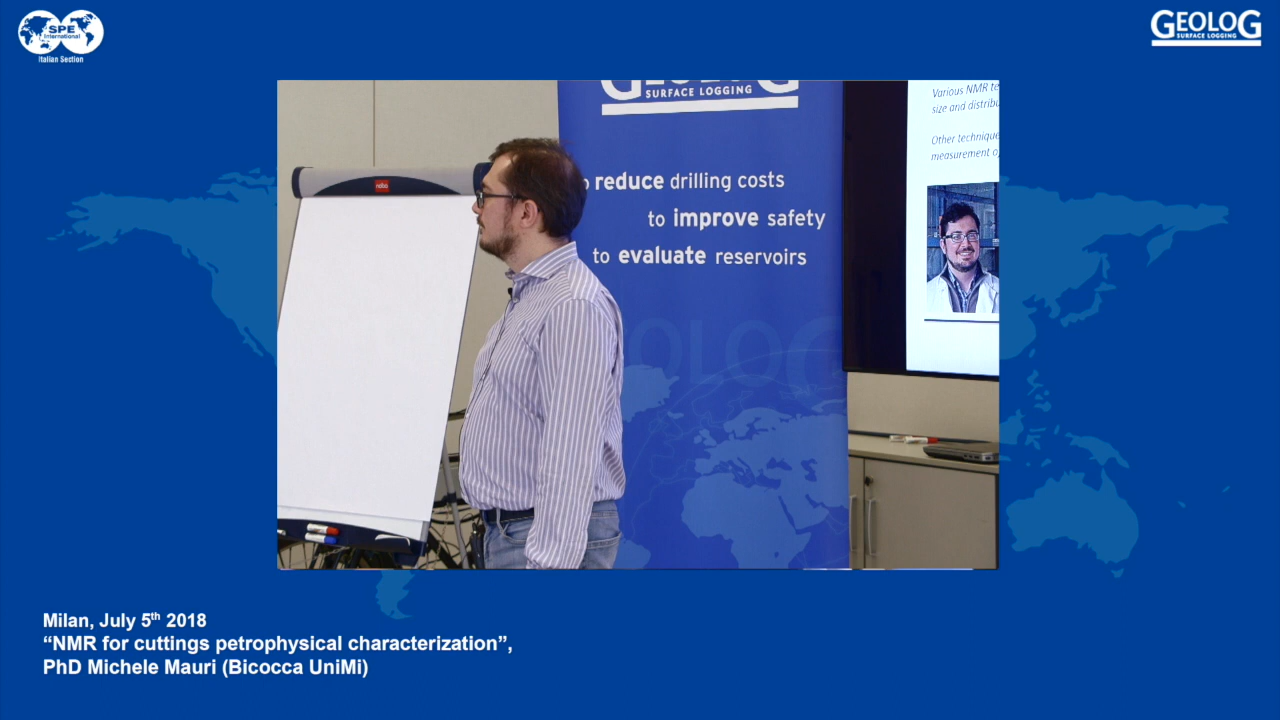 SPE
International
Italian Section
GEOLOG
SURFACE LOGGING
SURFACE LOGGING
reduce drilling costs
to improve safety
to evaluate reservoirs
GEOLOG
nobo
Various NMR te
size and distribu
Other technique
measurement o
Milan, July 5th 2018
“NMR for cuttings petrophysical characterization”,
PhD Michele Mauri (Bicocca UniMi)